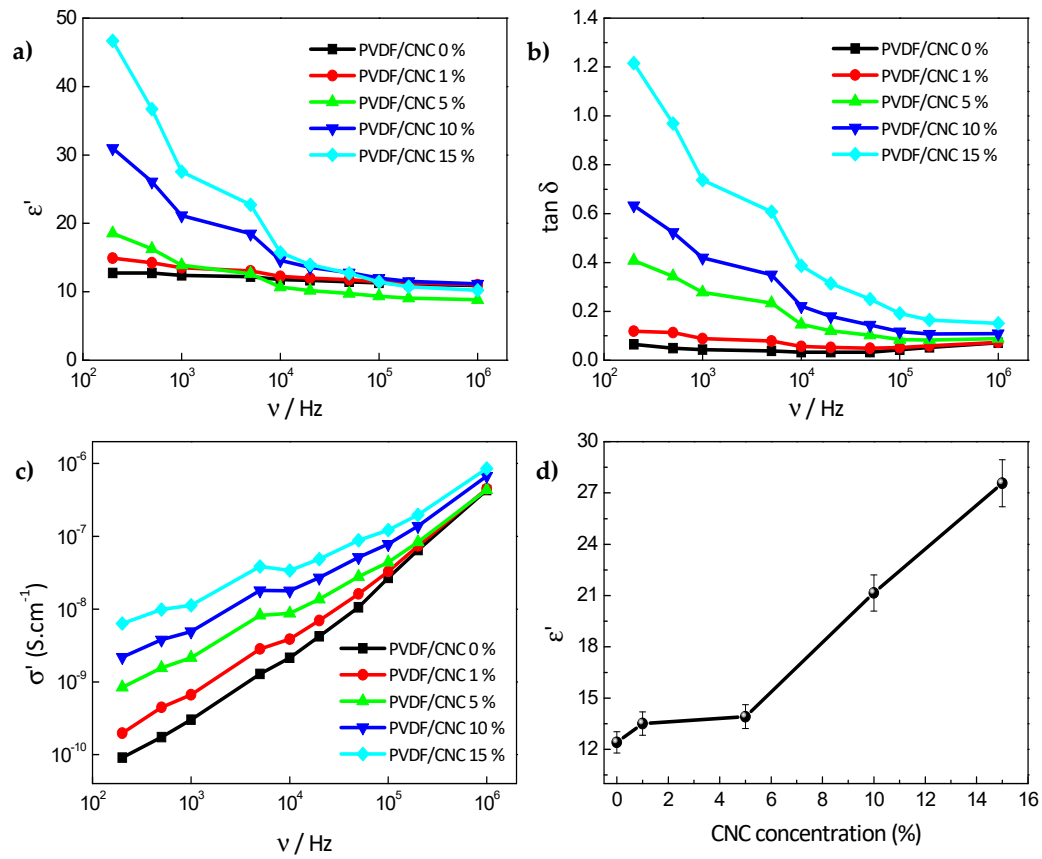 a)
50
40
30
20
10
0
ε'
10²
10³
10⁴
10⁵
10⁶
ν / Hz
PVDF/CNC 0 %
PVDF/CNC 1 %
PVDF/CNC 5 %
PVDF/CNC 10 %
PVDF/CNC 15 %
b)
1.4
1.2
1.0
0.8
0.6
0.4
0.2
0.0
tan δ
10²
10³
10⁴
10⁵
10⁶
ν / Hz
PVDF/CNC 0 %
PVDF/CNC 1 %
PVDF/CNC 5 %
PVDF/CNC 10 %
PVDF/CNC 15 %
c)
10⁻⁶
10⁻⁷
10⁻⁸
10⁻⁹
10⁻¹⁰
σ' (S.cm⁻¹)
10²
10³
10⁴
10⁵
10⁶
ν / Hz
PVDF/CNC 0 %
PVDF/CNC 1 %
PVDF/CNC 5 %
PVDF/CNC 10 %
PVDF/CNC 15 %
d)
30
27
24
21
18
15
12
ε'
0 2 4 6 8 10 12 14 16
CNC concentration (%)